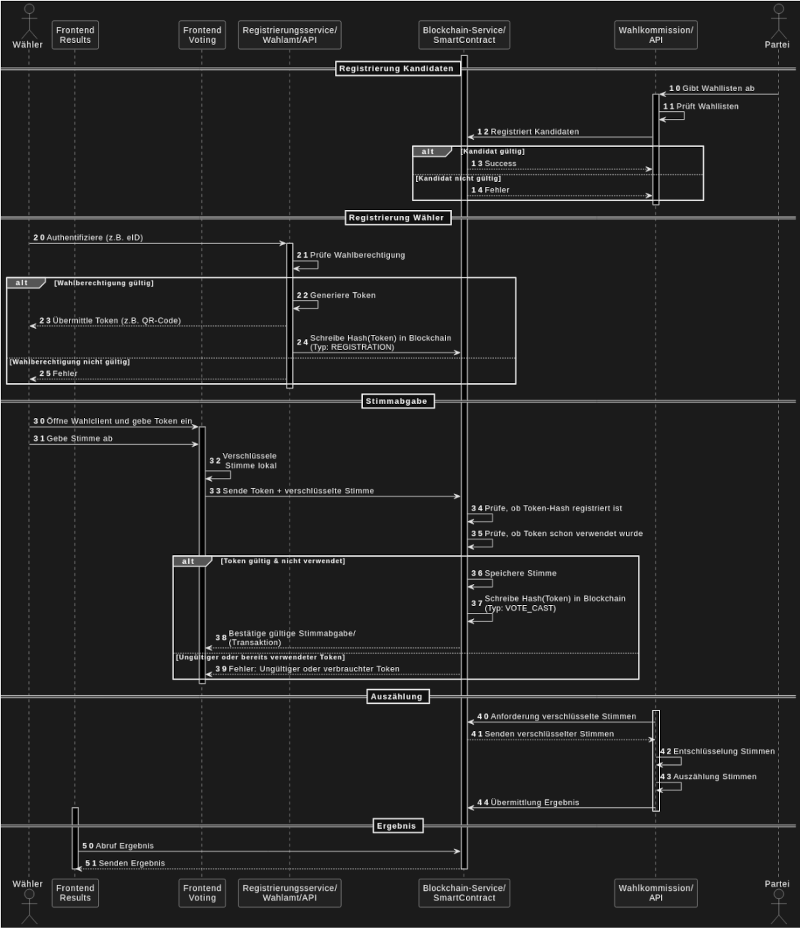 Wähler
Frontend
Results
Frontend
Voting
Registrierungsservice/
Wahlamt/API
Blockchain-Service/
SmartContract
Wahlkommission/
API
Partei
Registrierung Kandidaten
10 Gibt Wahllisten ab
11 Prüft Wahllisten
12 Registriert Kandidaten
alt [Kandidat gültig]
13 Success
[Kandidat nicht gültig]
14 Fehler
Registrierung Wähler
20 Authentifiziere (z.B. eID)
21 Prüfe Wahlberechtigung
alt [Wahlberechtigung gültig]
22 Generiere Token
23 Übermittle Token (z.B. QR-Code)
24 Schreibe Hash(Token) in Blockchain
(Typ: REGISTRATION)
[Wahlberechtigung nicht gültig]
25 Fehler
Stimmabgabe
30 Öffne Wahlclient und gebe Token ein
31 Gebe Stimme ab
32 Verschlüssele
Stimme lokal
33 Sende Token + verschlüsselte Stimme
34 Prüfe, ob Token-Hash registriert ist
35 Prüfe, ob Token schon verwendet wurde
alt [Token gültig & nicht verwendet]
36 Speichere Stimme
37 Schreibe Hash(Token) in Blockchain
(Typ: VOTE_CAST)
38 Bestätige gültige Stimmabgabe/
(Transaktion)
[Ungültiger oder bereits verwendeter Token]
39 Fehler: Ungültiger oder verbrauchter Token
Auszählung
40 Anforderung verschlüsselte Stimmen
41 Senden verschlüsselter Stimmen
42 Entschlüsselung Stimmen
43 Auszählung Stimmen
44 Übermittlung Ergebnis
Ergebnis
50 Abruf Ergebnis
51 Senden Ergebnis
Wähler
Frontend
Results
Frontend
Voting
Registrierungsservice/
Wahlamt/API
Blockchain-Service/
SmartContract
Wahlkommission/
API
Partei